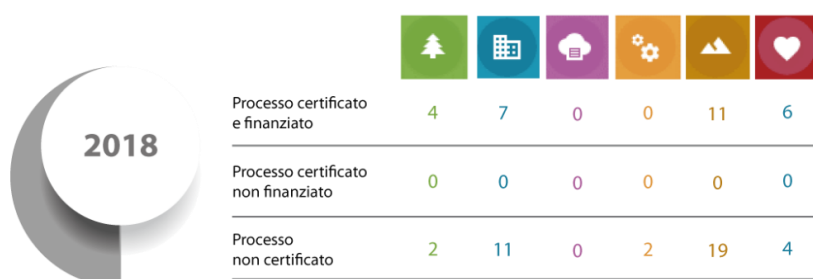 2018
Processo certificato
e finanziato
4 7 0 0 11 6
Processo certificato
non finanziato
0 0 0 0 0 0
Processo
non certificato
2 11 0 2 19 4